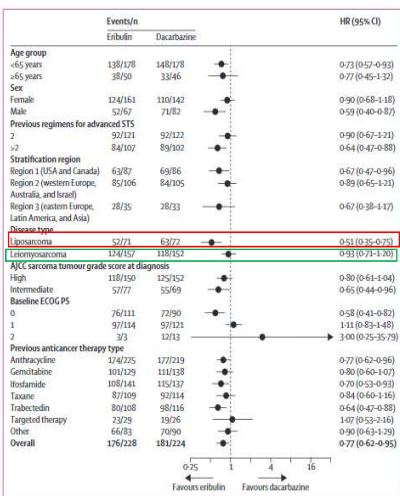 Events/n HR (95% CI)
Eribulin Dacarbazine
Age group
<65 years 138/178 148/178 0·73 (0·57-0·93)
≥65 years 38/50 33/46 0·77 (0·45-1·32)
Sex
Female 124/161 110/142 0·90 (0·68-1·18)
Male 52/67 71/82 0·59 (0·40-0·87)
Previous regimens for advanced STS
2 92/121 92/122 0·90 (0·67-1·21)
>2 84/107 89/102 0·64 (0·47-0·88)
Stratification region
Region 1 (USA and Canada) 63/87 69/86 0·67 (0·47-0·96)
Region 2 (western Europe, 85/106 84/105 0·89 (0·65-1·21)
Australia, and Israel)
Region 3 (eastern Europe, 28/35 28/33 0·67 (0·38-1·17)
Latin America, and Asia)
Disease type
Liposarcoma 52/71 63/72 0·51 (0·35-0·75)
Leiomyosarcoma 124/157 118/152 0·93 (0·71-1·20)
AJCC sarcoma tumour grade score at diagnosis
High 118/150 125/152 0·80 (0·61-1·04)
Intermediate 57/77 55/69 0·65 (0·44-0·96)
Baseline ECOG PS
0 76/111 72/90 0·58 (0·41-0·82)
1 97/114 97/121 1·11 (0·83-1·48)
2 3/3 12/13 3·00 (0·25-35·79)
Previous anticancer therapy type
Anthracycline 174/225 177/219 0·77 (0·62-0·96)
Gemcitabine 101/129 111/138 0·80 (0·60-1·07)
Ifosfamide 108/141 115/137 0·70 (0·53-0·93)
Taxane 87/109 92/114 0·84 (0·60-1·16)
Trabectedin 80/108 98/116 0·64 (0·47-0·88)
Targeted therapy 23/29 19/26 1·07 (0·53-2·16)
Other 66/83 70/90 0·90 (0·63-1·29)
Overall 176/228 181/224 0·77 (0·62-0·95)
0·25 1 4 16
Favours eribulin Favours dacarbazine